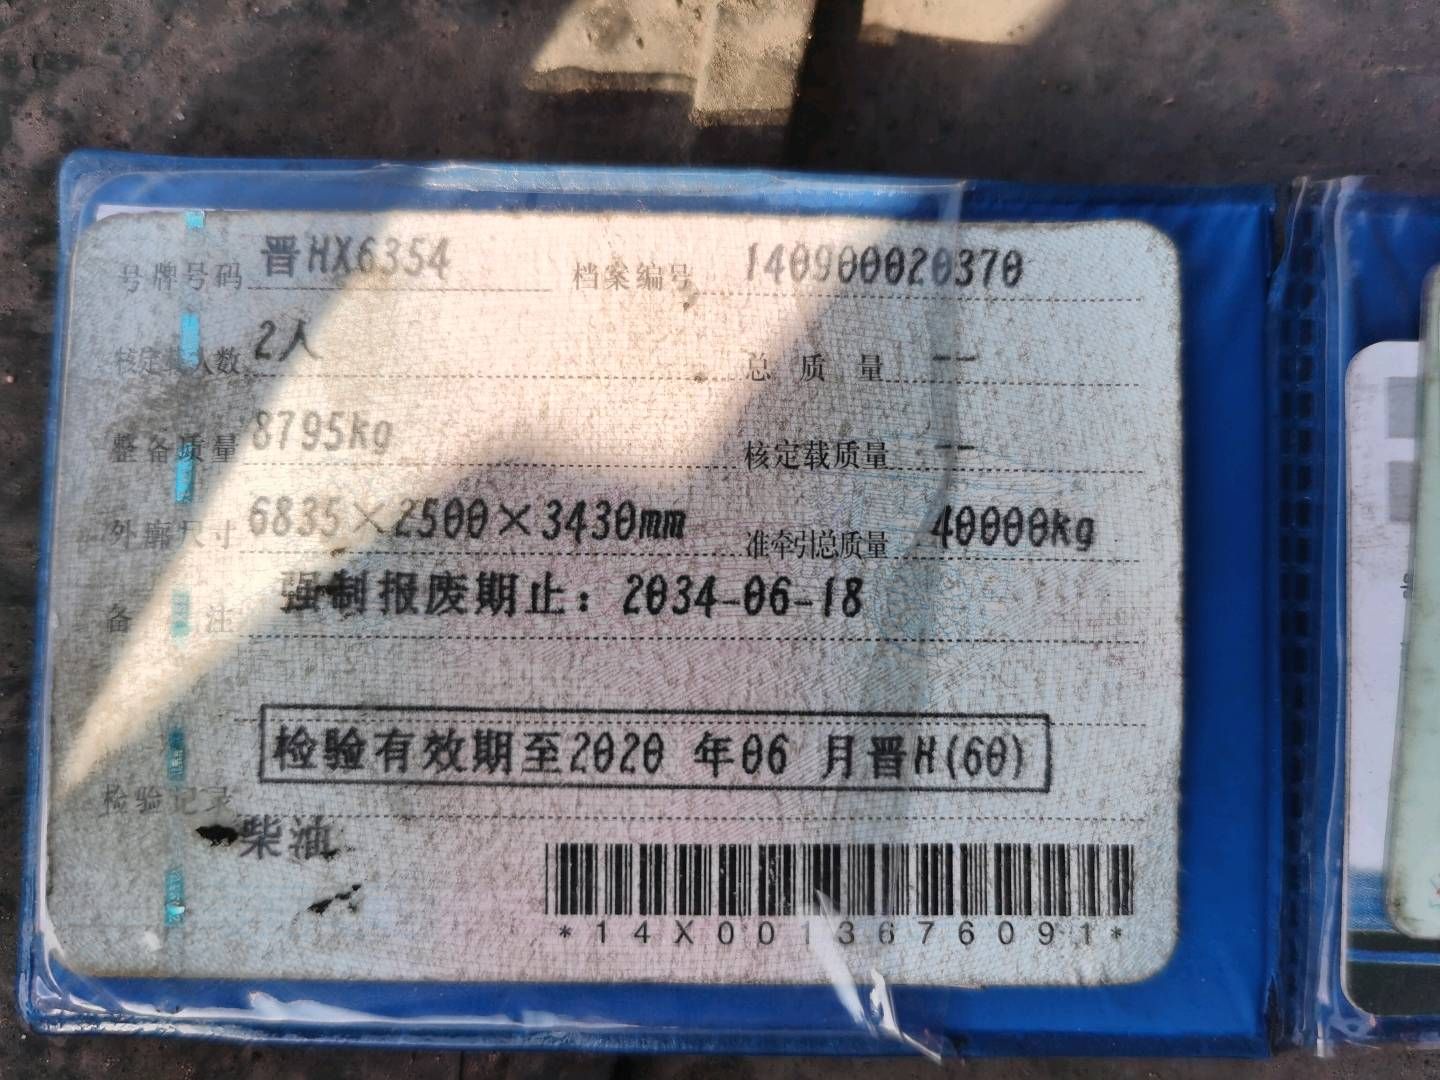 号牌号码 晋HX6354 档案编号 140900020370
核定载人数 2人 总质量 --
整备质量 8795kg 核定载质量 --
外廓尺寸 6835×2500×3430mm 准牵引总质量 40000kg
备注 强制报废期止：2034-06-18
检验有效期至2020 年06 月晋H(60)
检验记录
柴油
*14X0013676091*